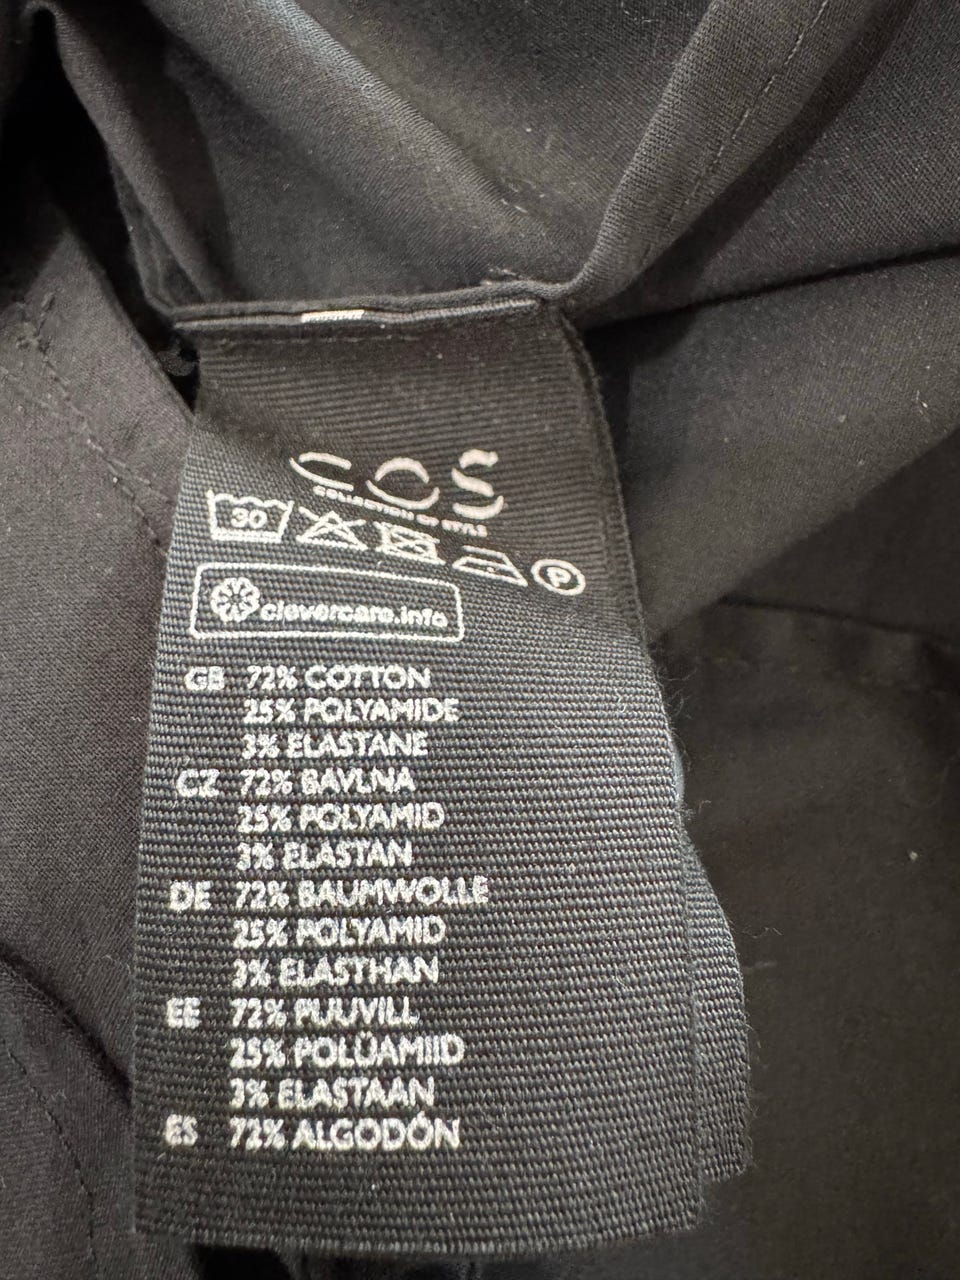 COS
COLLECTION OF STYLE
30
P
clevercare.info
GB 72% COTTON
25% POLYAMIDE
3% ELASTANE
CZ 72% BAVLNA
25% POLYAMID
3% ELASTAN
DE 72% BAUMWOLLE
25% POLYAMID
3% ELASTHAN
EE 72% PUUVILL
25% POLÜAMIID
3% ELASTAAN
ES 72% ALGODÓN